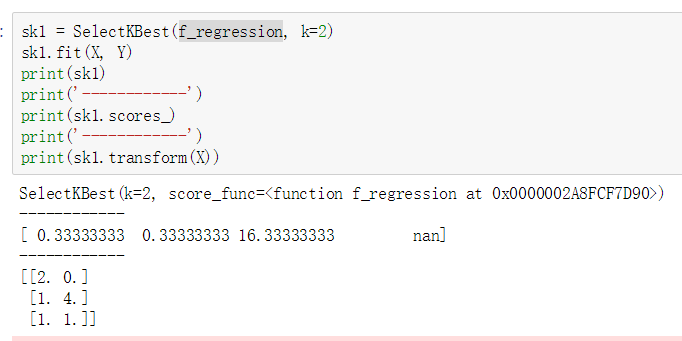 :
sk1 = SelectKBest(f_regression, k=2)
sk1.fit(X, Y)
print(sk1)
print('------------')
print(sk1.scores_)
print('------------')
print(sk1.transform(X))
SelectKBest(k=2, score_func=<function f_regression at 0x0000002A8FCF7D90>)
------------
[ 0.33333333  0.33333333 16.33333333         nan]
------------
[[2. 0.]
 [1. 4.]
 [1. 1.]]